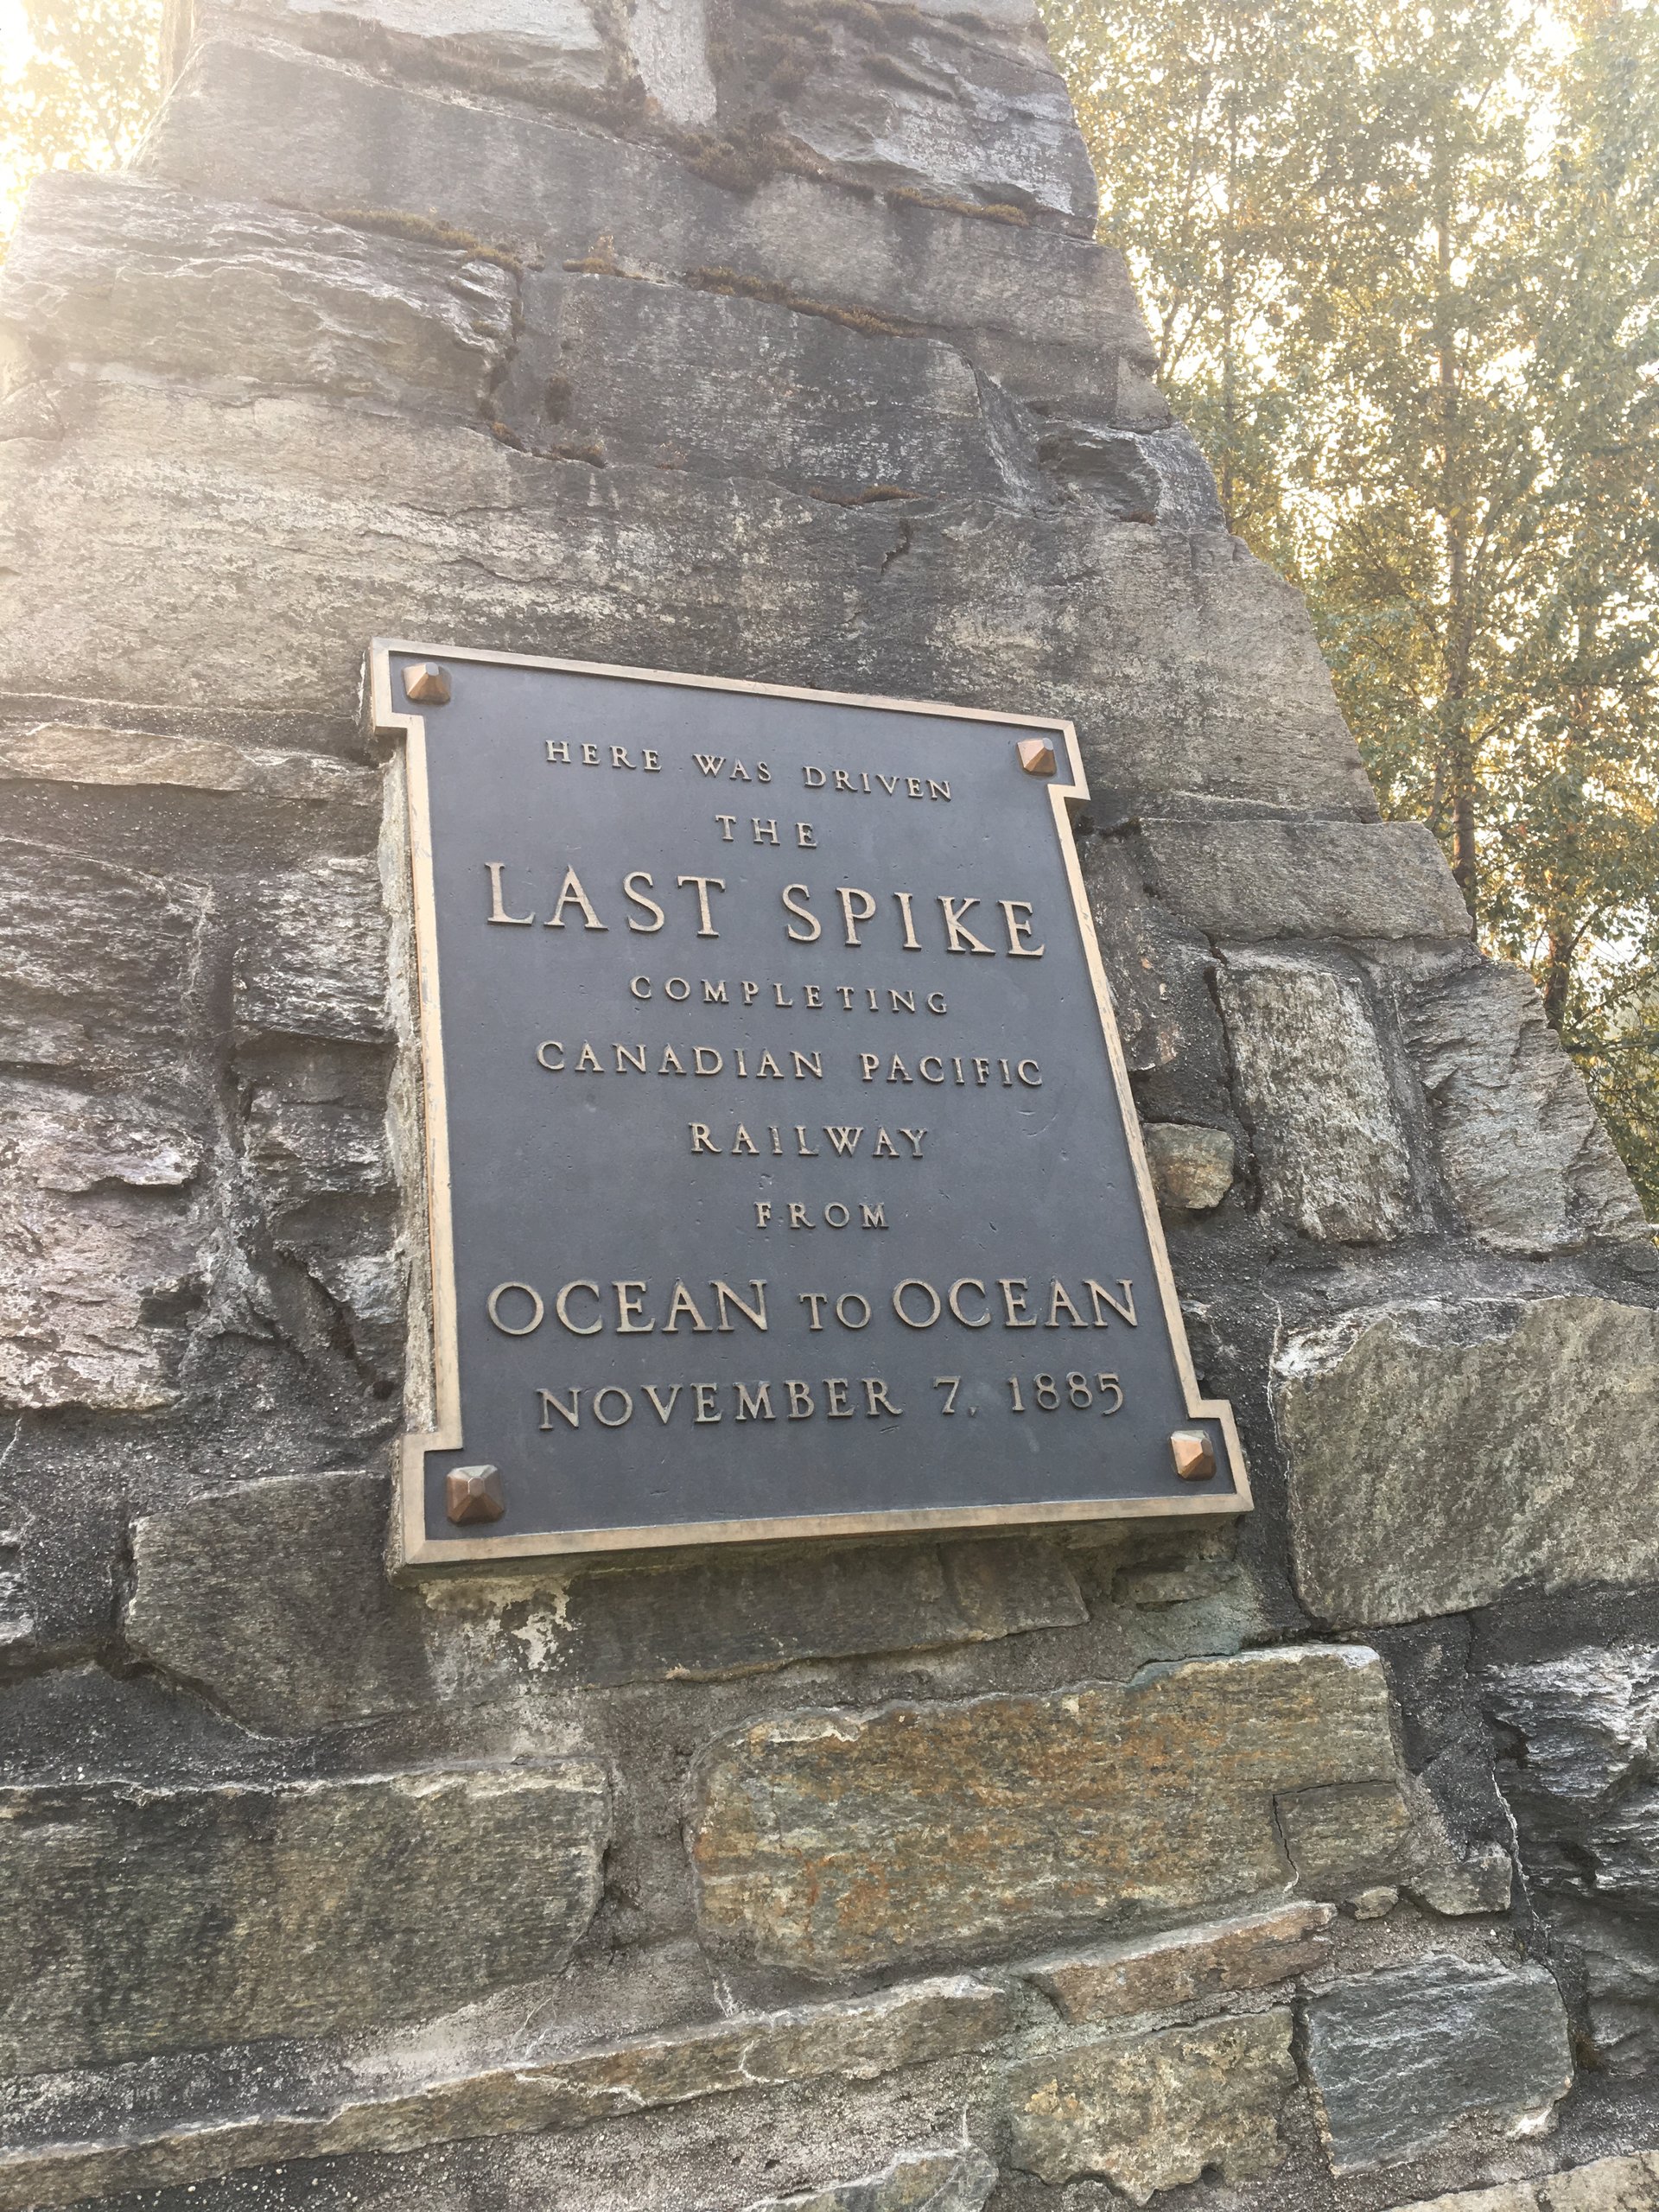 HERE WAS DRIVEN
THE
LAST SPIKE
COMPLETING
CANADIAN PACIFIC
RAILWAY
FROM
OCEAN TO OCEAN
NOVEMBER 7, 1885